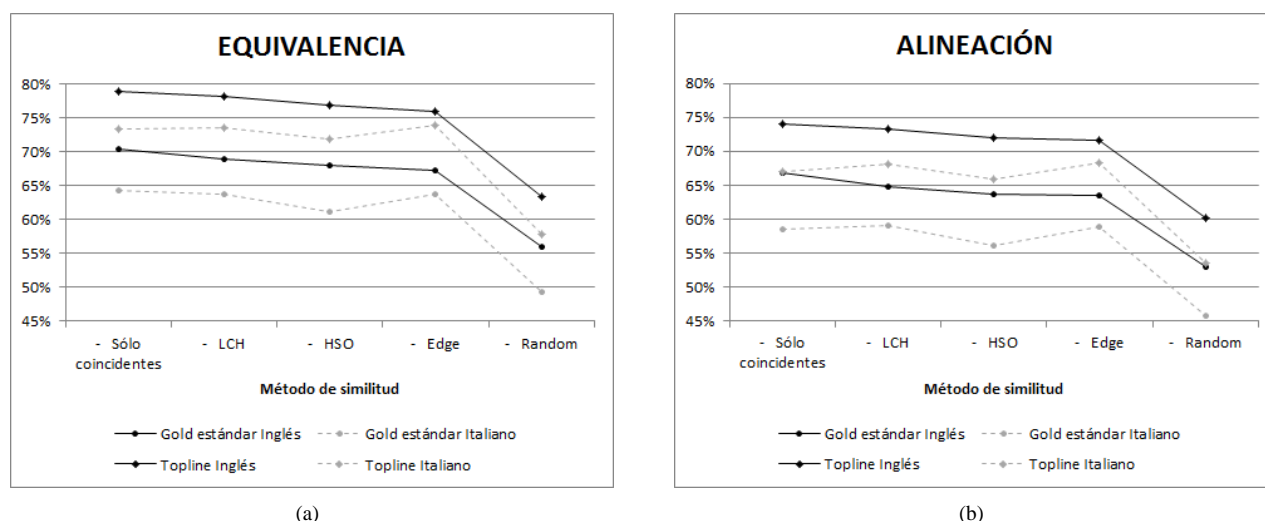 EQUIVALENCIA
80%
75%
70%
65%
60%
55%
50%
45%
- Sólo coincidentes
- LCH
- HSO
- Edge
- Random
Método de similitud
Gold estándar Inglés
Gold estándar Italiano
Topline Inglés
Topline Italiano
(a)
ALINEACIÓN
80%
75%
70%
65%
60%
55%
50%
45%
- Sólo coincidentes
- LCH
- HSO
- Edge
- Random
Método de similitud
Gold estándar Inglés
Gold estándar Italiano
Topline Inglés
Topline Italiano
(b)